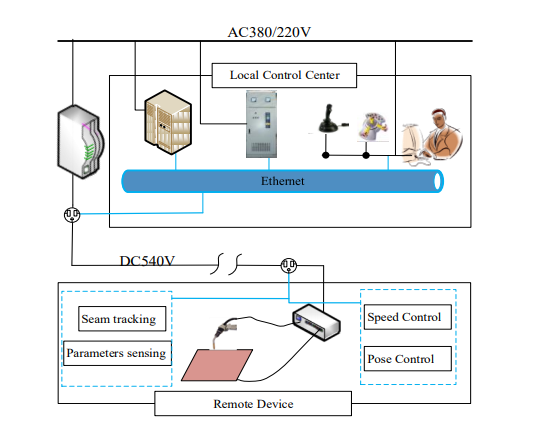 AC380/220V
Local Control Center
Ethernet
DC540V
Seam tracking
Speed Control
Parameters sensing
Pose Control
Remote Device